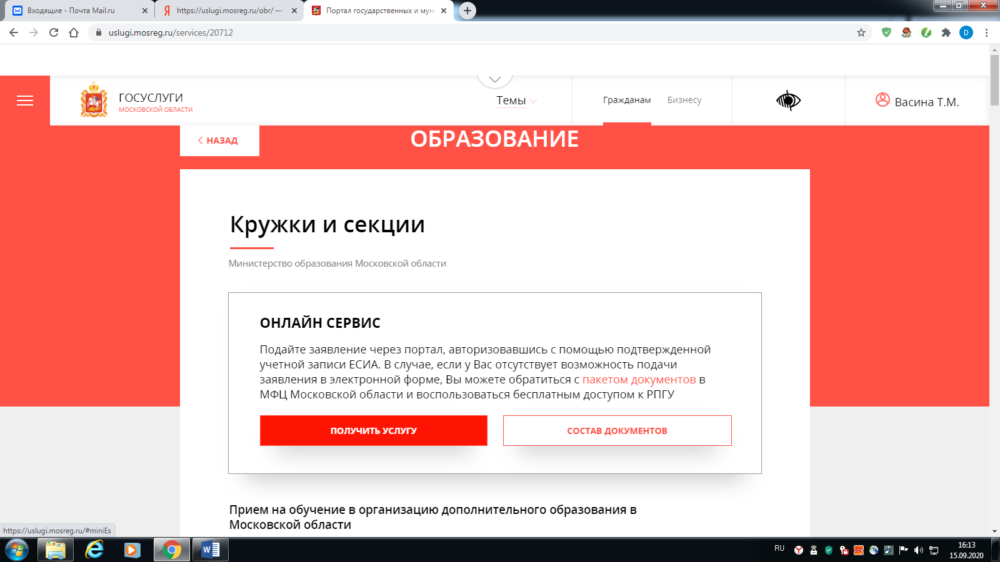 Входящие - Почта Mail.ru
https://uslugi.mosreg.ru/obr/ —
Портал государственных и мун
uslugi.mosreg.ru/services/20712
D
ГОСУСЛУГИ
МОСКОВСКОЙ ОБЛАСТИ
Темы
Гражданам
Бизнесу
Васина Т.М.
НАЗАД
ОБРАЗОВАНИЕ
Кружки и секции
Министерство образования Московской области
ОНЛАЙН СЕРВИС
Подайте заявление через портал, авторизовавшись с помощью подтвержденной
учетной записи ЕСИА. В случае, если у Вас отсутствует возможность подачи
заявления в электронной форме, Вы можете обратиться с пакетом документов в
МФЦ Московской области и воспользоваться бесплатным доступом к РПГУ
ПОЛУЧИТЬ УСЛУГУ
СОСТАВ ДОКУМЕНТОВ
Прием на обучение в организацию дополнительного образования в
Московской области
https://uslugi.mosreg.ru/#miniEs
RU
16:13
15.09.2020